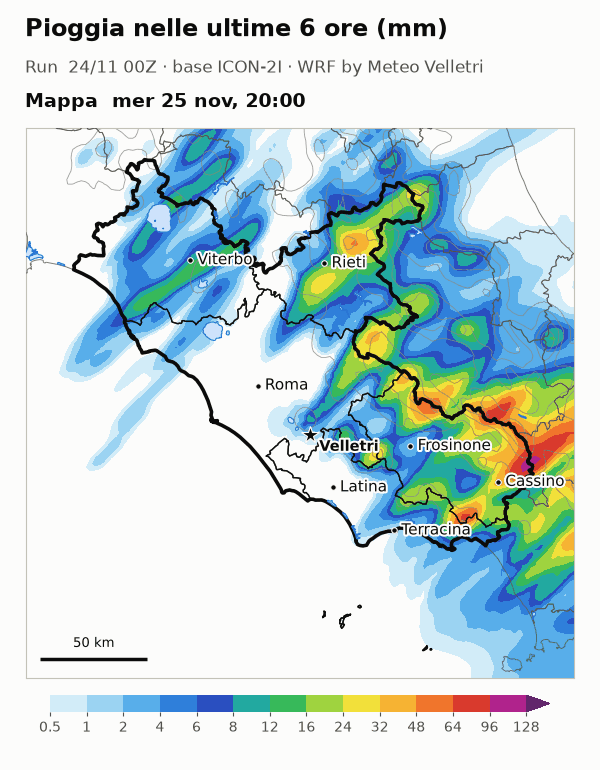 Pioggia nelle ultime 6 ore (mm)
Run  24/11 00Z · base ICON-2I · WRF by Meteo Velletri
Mappa  mer 25 nov, 20:00
Viterbo
Rieti
Roma
Velletri
Frosinone
Latina
Cassino
Terracina
50 km
0.5 1 2 4 6 8 12 16 24 32 48 64 96 128